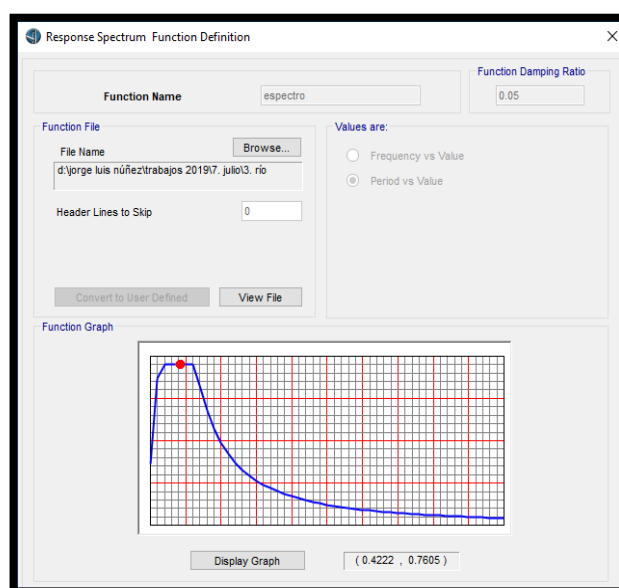 Response Spectrum Function Definition
Function Name
espectro
Function Damping Ratio
0.05
Function File
File Name
Browse...
d:\jorge luis núñez\trabajos 2019\7. julio\3. río
Header Lines to Skip
0
Convert to User Defined
View File
Values are:
Frequency vs Value
Period vs Value
Function Graph
Display Graph
( 0.4222 , 0.7605 )